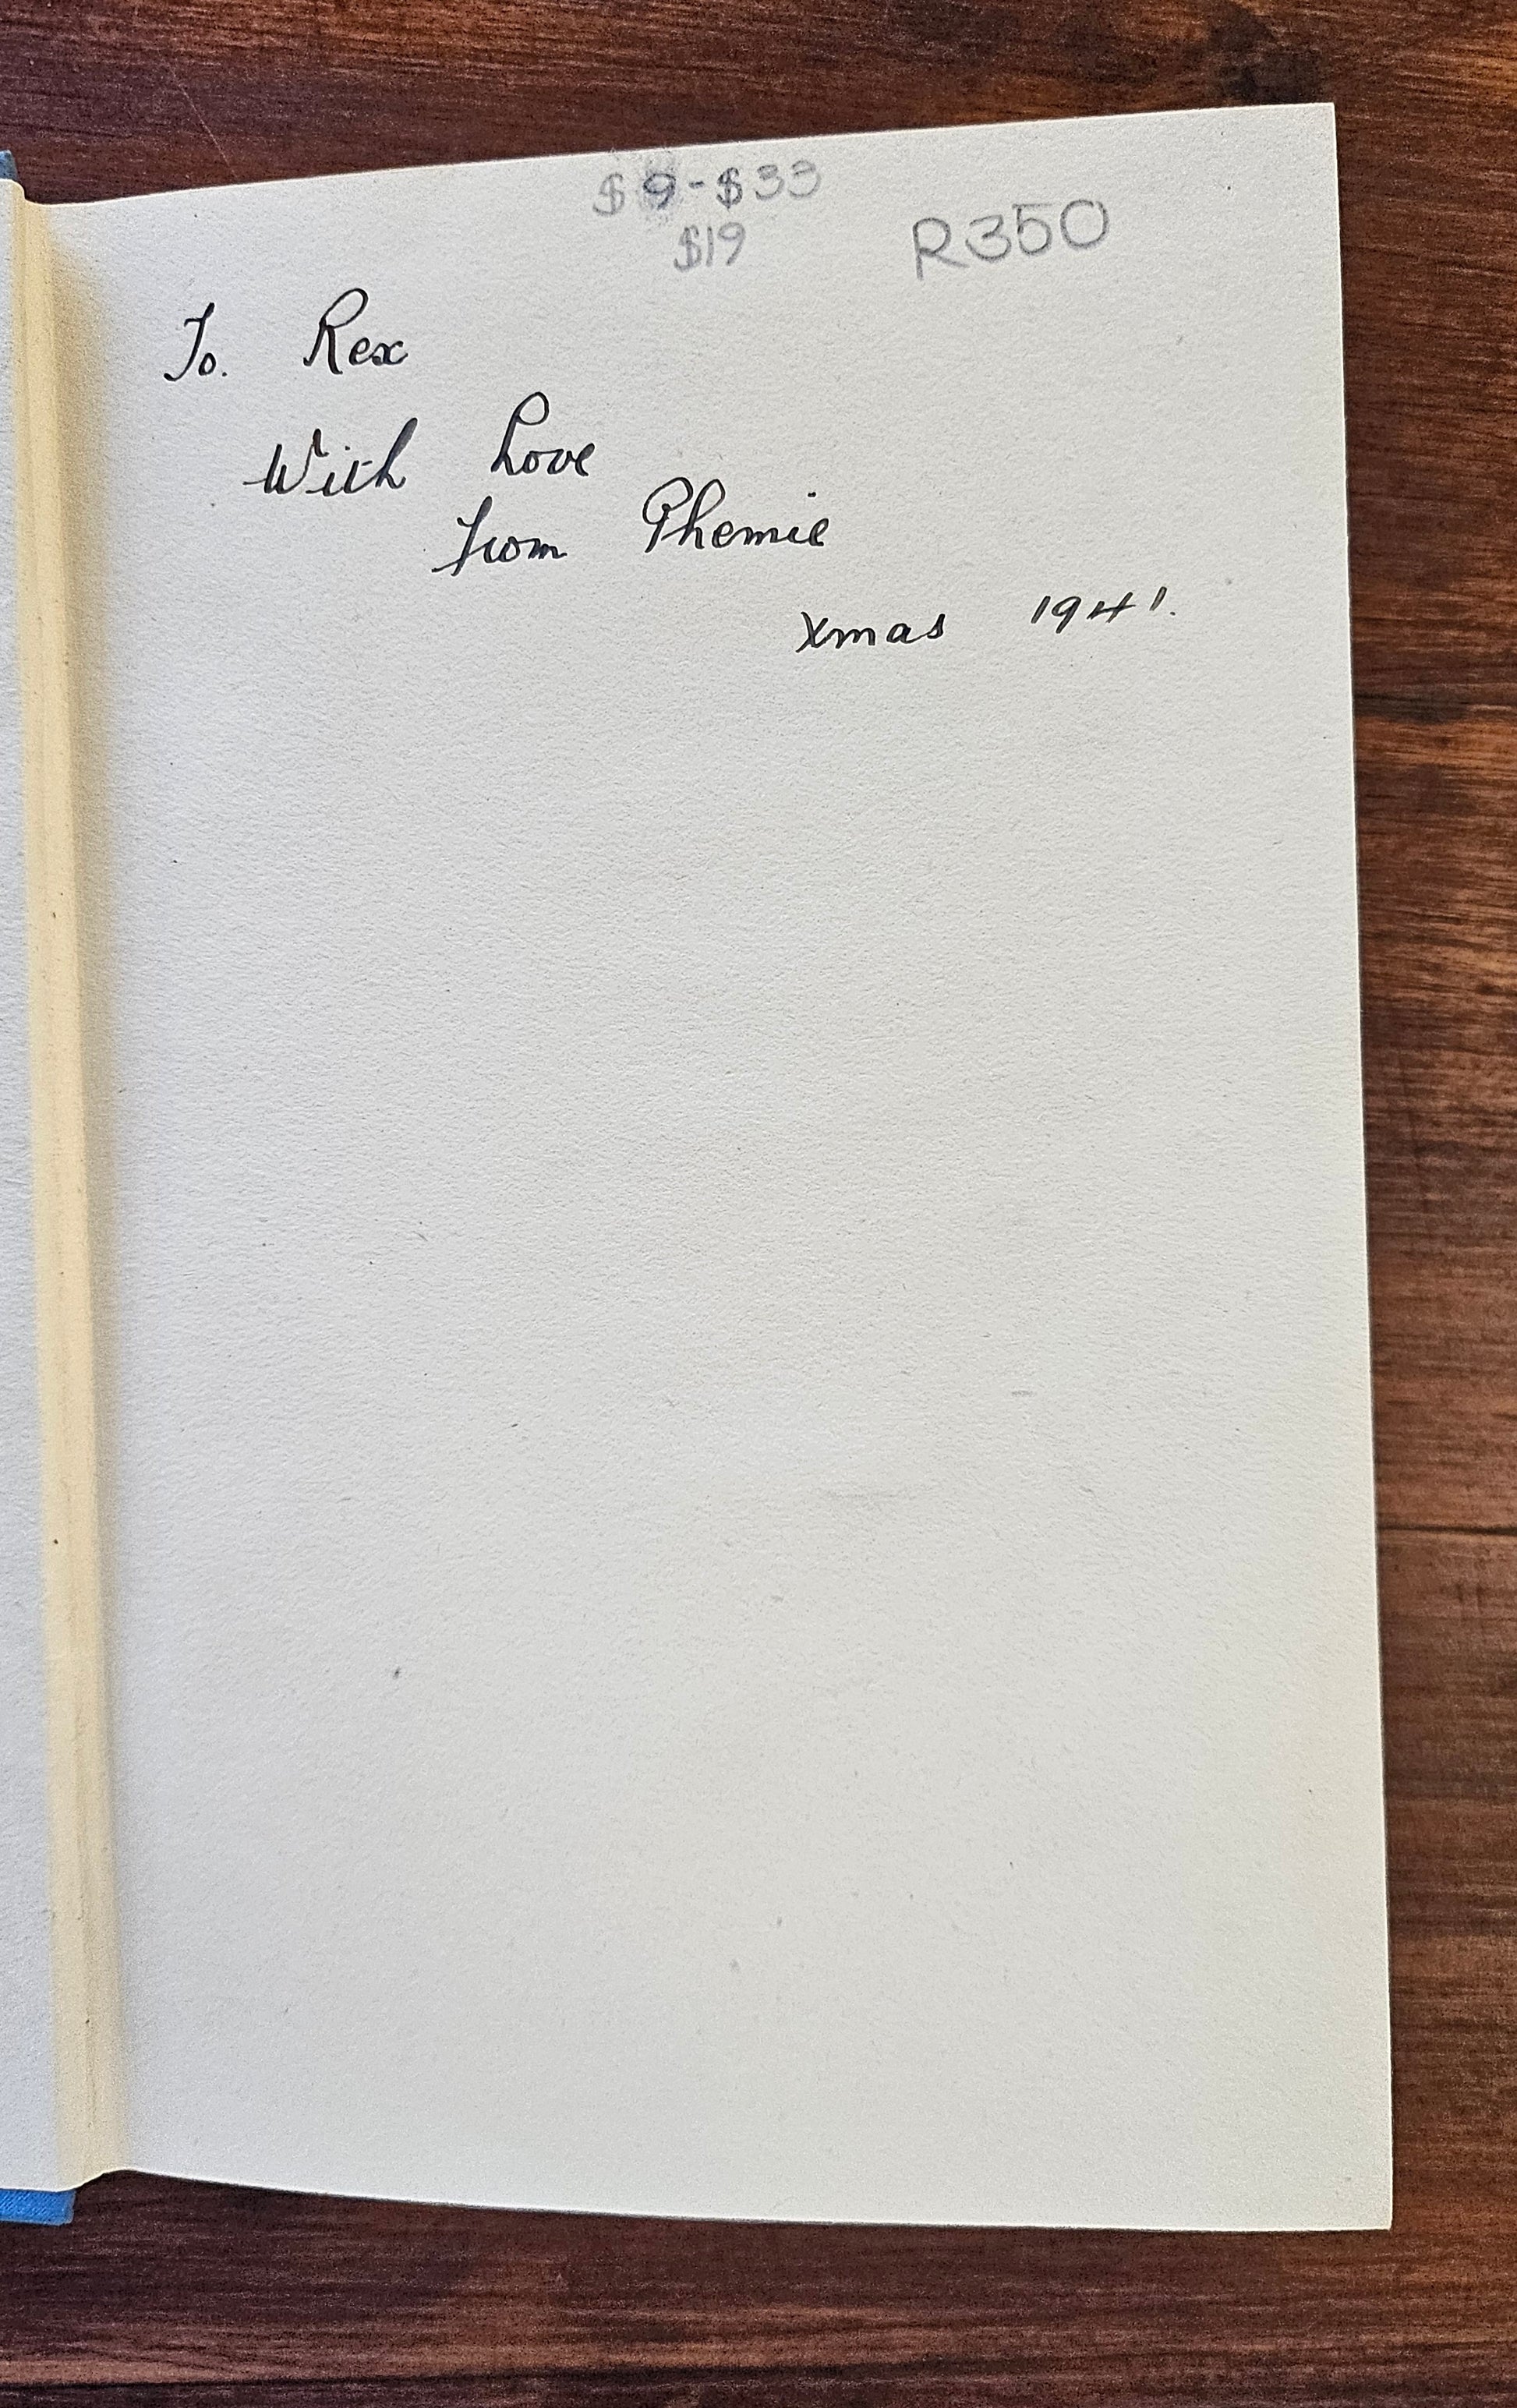 $9-$33
$19 R350
To. Rex
With Love
from Phemie
Xmas 1941.